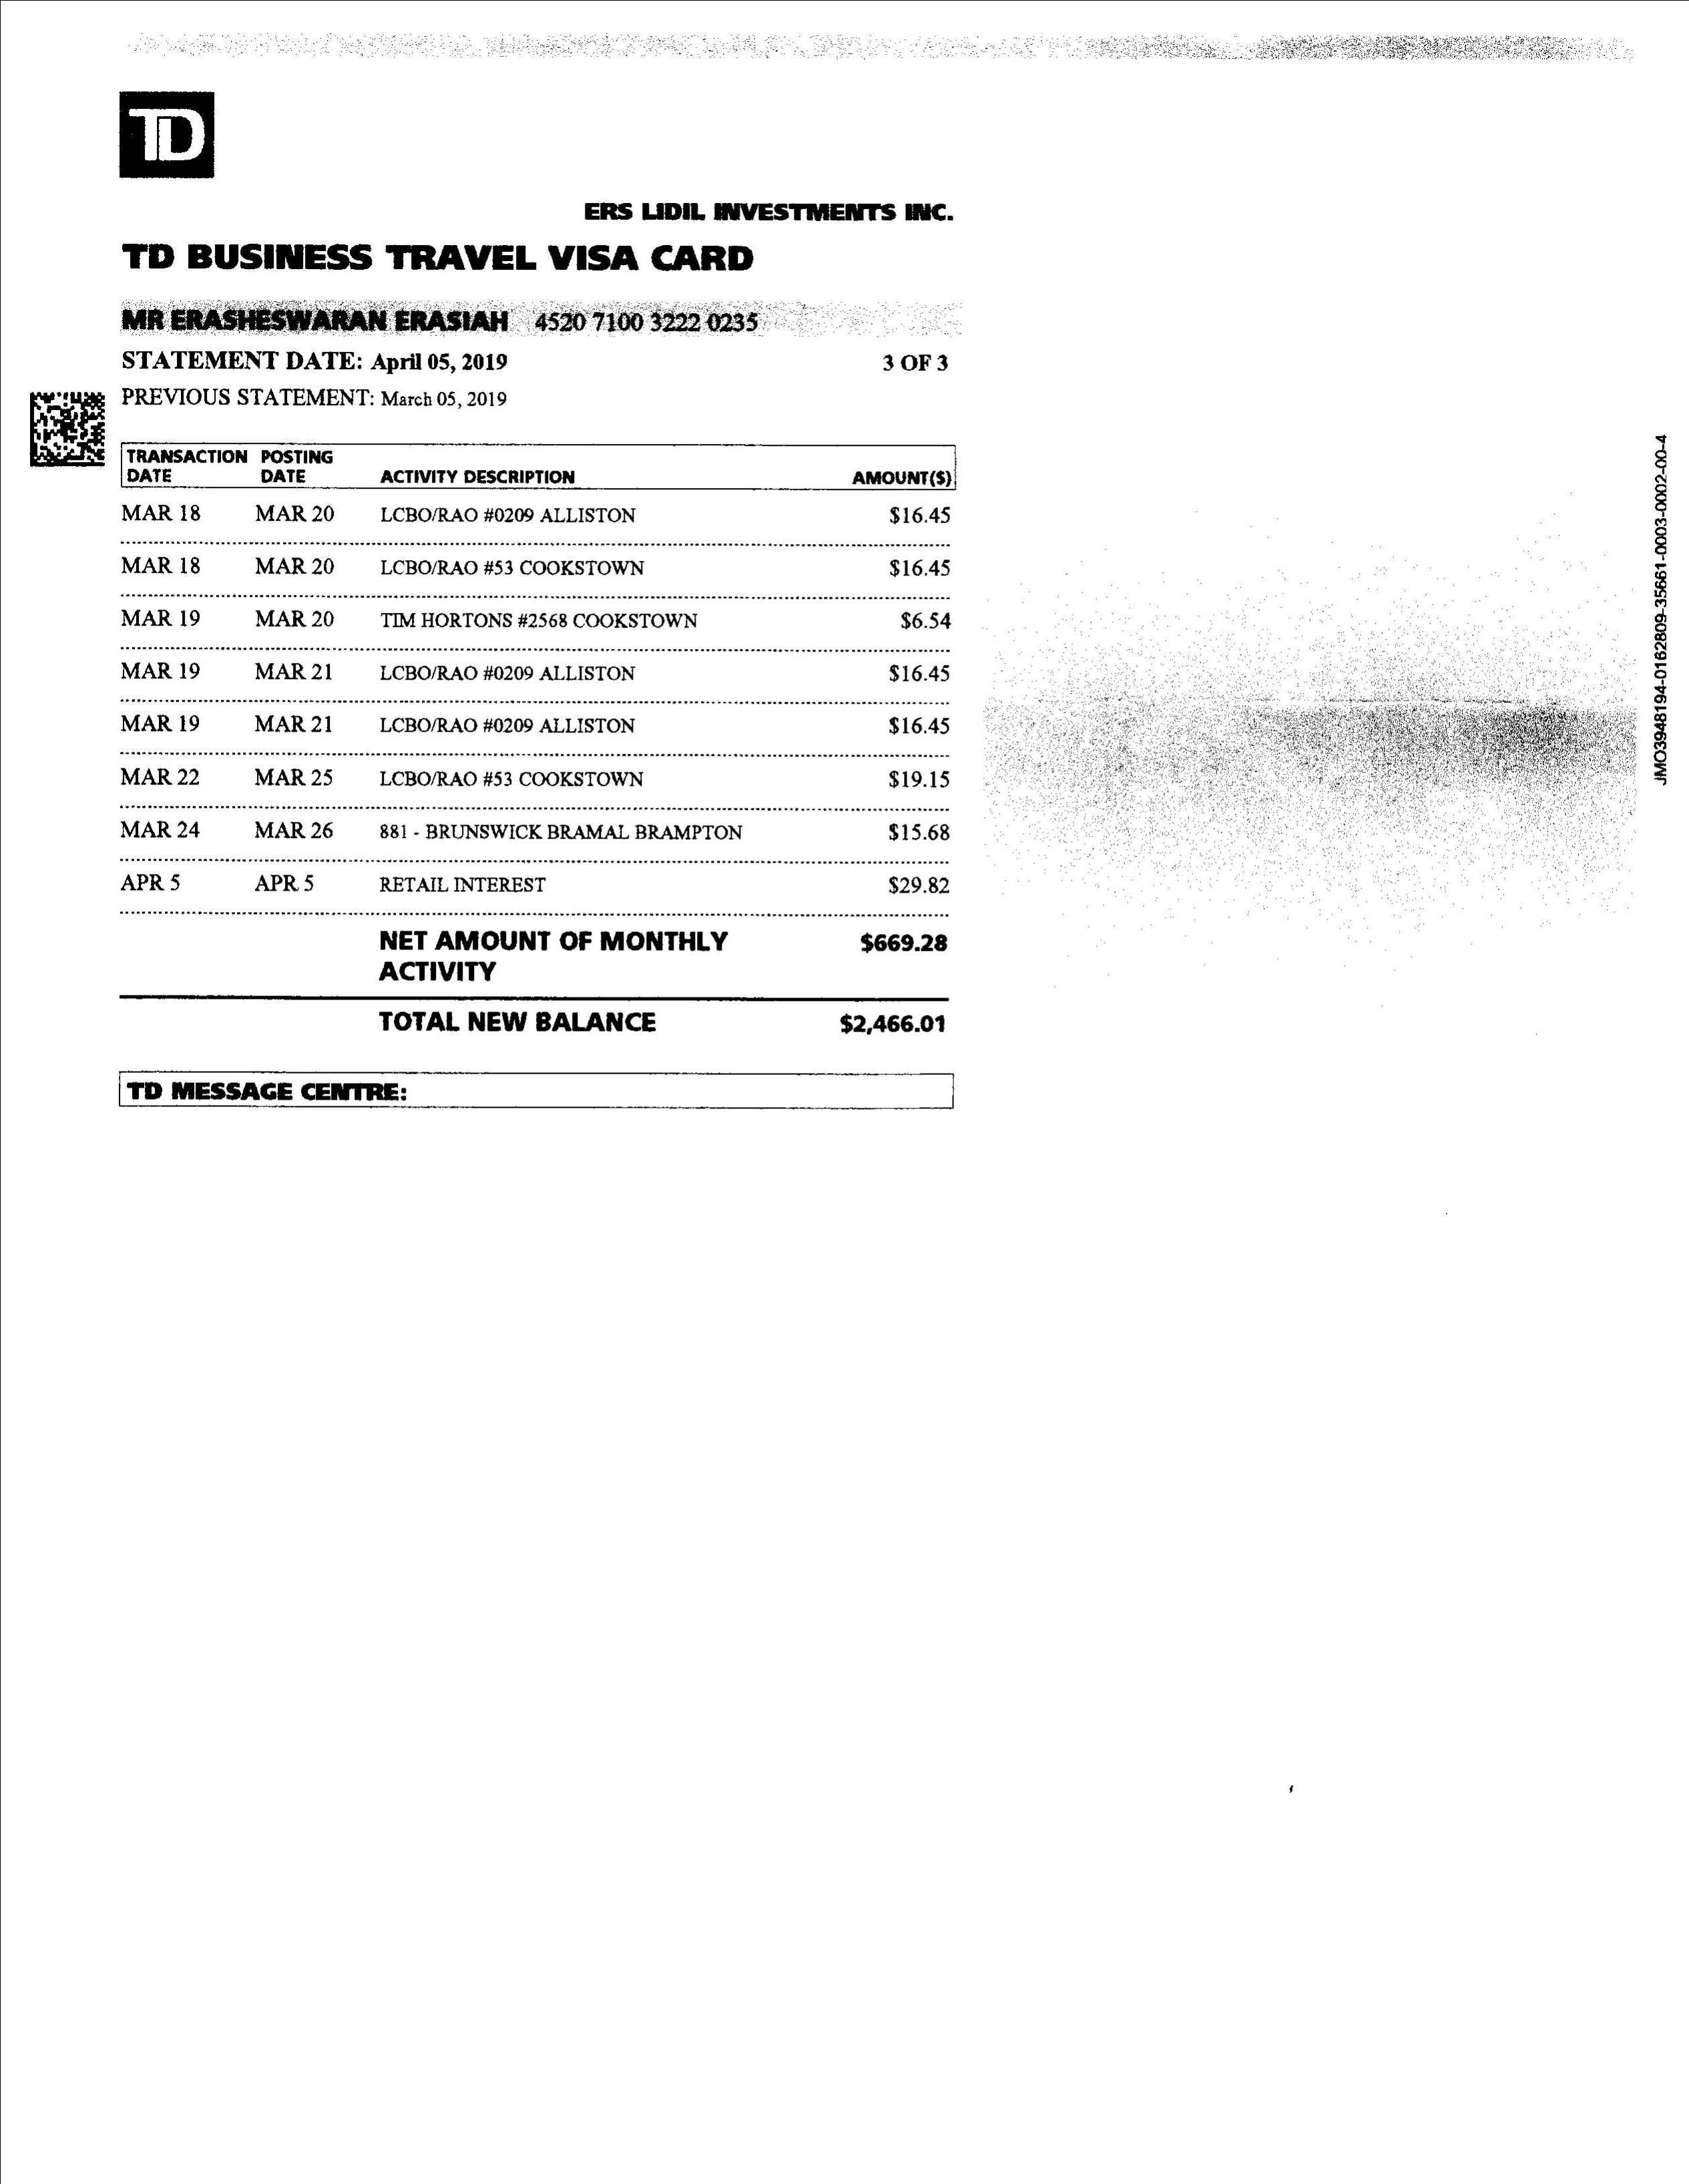 TD
ERS LIDIL INVESTMENTS INC.
TD BUSINESS TRAVEL VISA CARD
MR ERASHESWARAN ERASIAH 4520 7100 3222 0235
STATEMENT DATE: April 05, 2019 3 OF 3
PREVIOUS STATEMENT: March 05, 2019
TRANSACTION POSTING
DATE DATE ACTIVITY DESCRIPTION AMOUNT($)
MAR 18 MAR 20 LCBO/RAO #0209 ALLISTON $16.45
MAR 18 MAR 20 LCBO/RAO #53 COOKSTOWN $16.45
MAR 19 MAR 20 TIM HORTONS #2568 COOKSTOWN $6.54
MAR 19 MAR 21 LCBO/RAO #0209 ALLISTON $16.45
MAR 19 MAR 21 LCBO/RAO #0209 ALLISTON $16.45
MAR 22 MAR 25 LCBO/RAO #53 COOKSTOWN $19.15
MAR 24 MAR 26 881 - BRUNSWICK BRAMAL BRAMPTON $15.68
APR 5 APR 5 RETAIL INTEREST $29.82
NET AMOUNT OF MONTHLY $669.28
ACTIVITY
TOTAL NEW BALANCE $2,466.01
TD MESSAGE CENTRE:
JMO3948194-0162809-35661-0003-0002-00-4